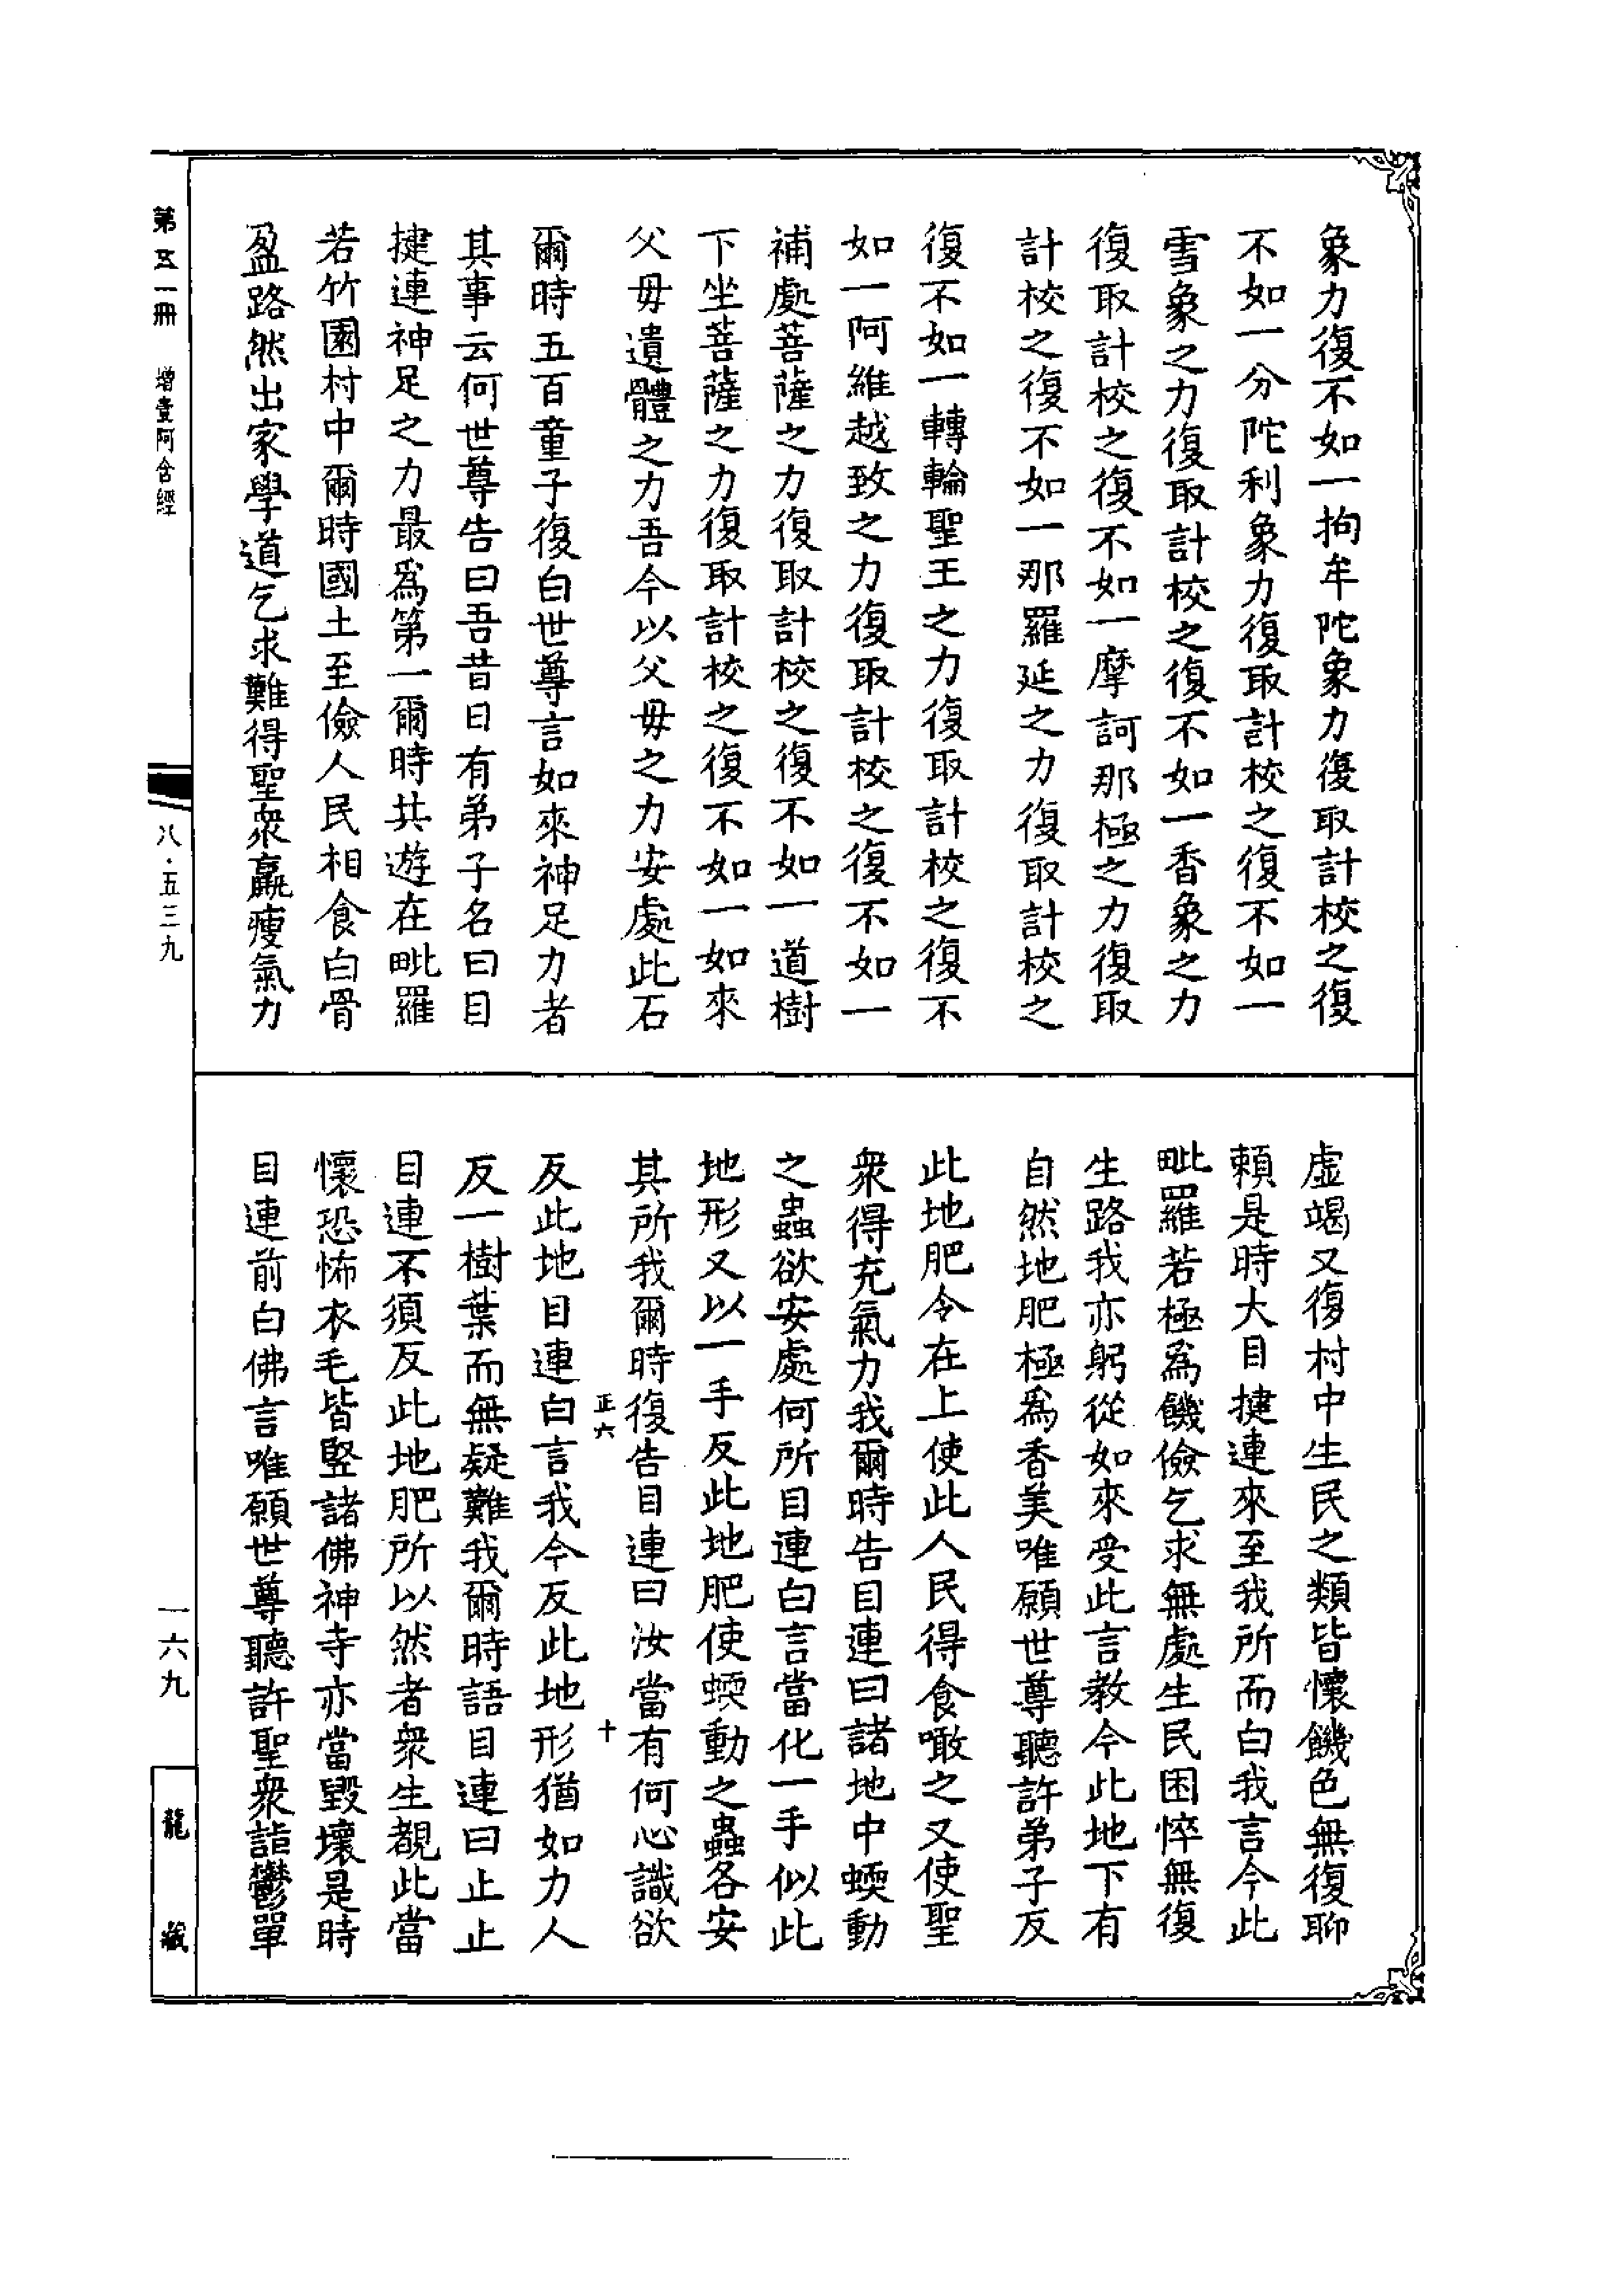 象力復不如一拘牟陀象力復取計校之復
不如一分陀利象力復取計校之復不如一
雪象之力復取計校之復不如一香象之力
復取計校之復不如一摩訶那極之力復取
計校之復不如一那羅延之力復取計校之
復不如一轉輪聖王之力復取計校之復不
如一阿維越致之力復取計校之復不如一
補處菩薩之力復取計校之復不如一道樹
下坐菩薩之力復取計校之復不如一如來
父毋遺體之力吾今以父毋之力安處此石
爾時五百童子復白世尊言如來神足力者
其事云何世尊告曰吾昔日有弟子名曰目
揵連神足之力最爲第一爾時共遊在毗羅
若竹園村中爾時國土至儉人民相食白骨
盈路然出家學道乞求難得聖衆羸瘦氣力
虛竭又復村中生民之類皆懷饑色無復聊
賴是時大目揵連來至我所而白我言今此
毗羅若極爲饑儉乞求無處生民困悴無復
生路我亦躬從如來受此言教今此地下有
自然地肥極爲香美唯願世尊聽許弟子反
此地肥令在上使此人民得食噉之又使聖
衆得充氣力我爾時告目連曰諸地中蝡動
之蟲欲安處何所目連白言當化一手似此
地形又以一手反此地肥使蝡動之蟲各安
其所我爾時復告目連曰汝當有何心識欲
正六 十
反此地目連白言我今反此地形猶如力人
反一樹葉而無疑難我爾時語目連曰止止
目連不須反此地肥所以然者衆生覩此當
懷恐怖衣毛皆竪諸佛神寺亦當毀壞是時
目連前白佛言唯願世尊聽許聖衆詣鬱單
第五一冊 增壹阿含經
八·五三九
一六九
龍藏